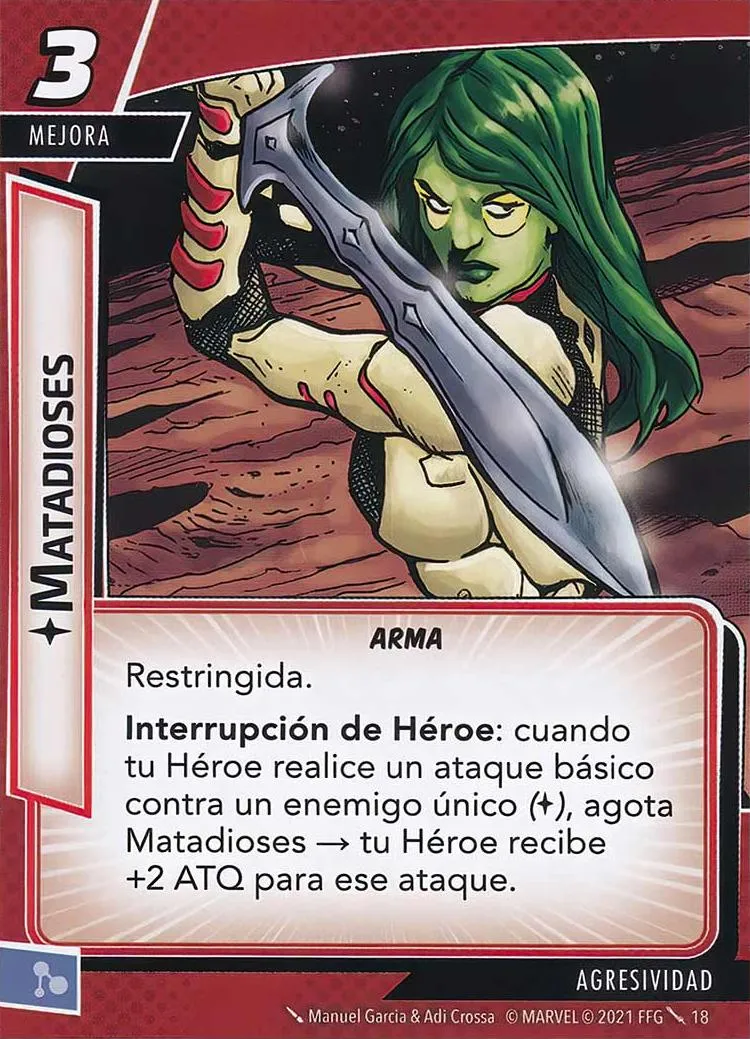 3
MEJORA
MATADIOSES
ARMA
Restringida.
Interrupción de Héroe: cuando
tu Héroe realice un ataque básico
contra un enemigo único (✦), agota
Matadioses → tu Héroe recibe
+2 ATQ para ese ataque.
AGRESIVIDAD
Manuel Garcia & Adi Crossa © MARVEL © 2021 FFG 18